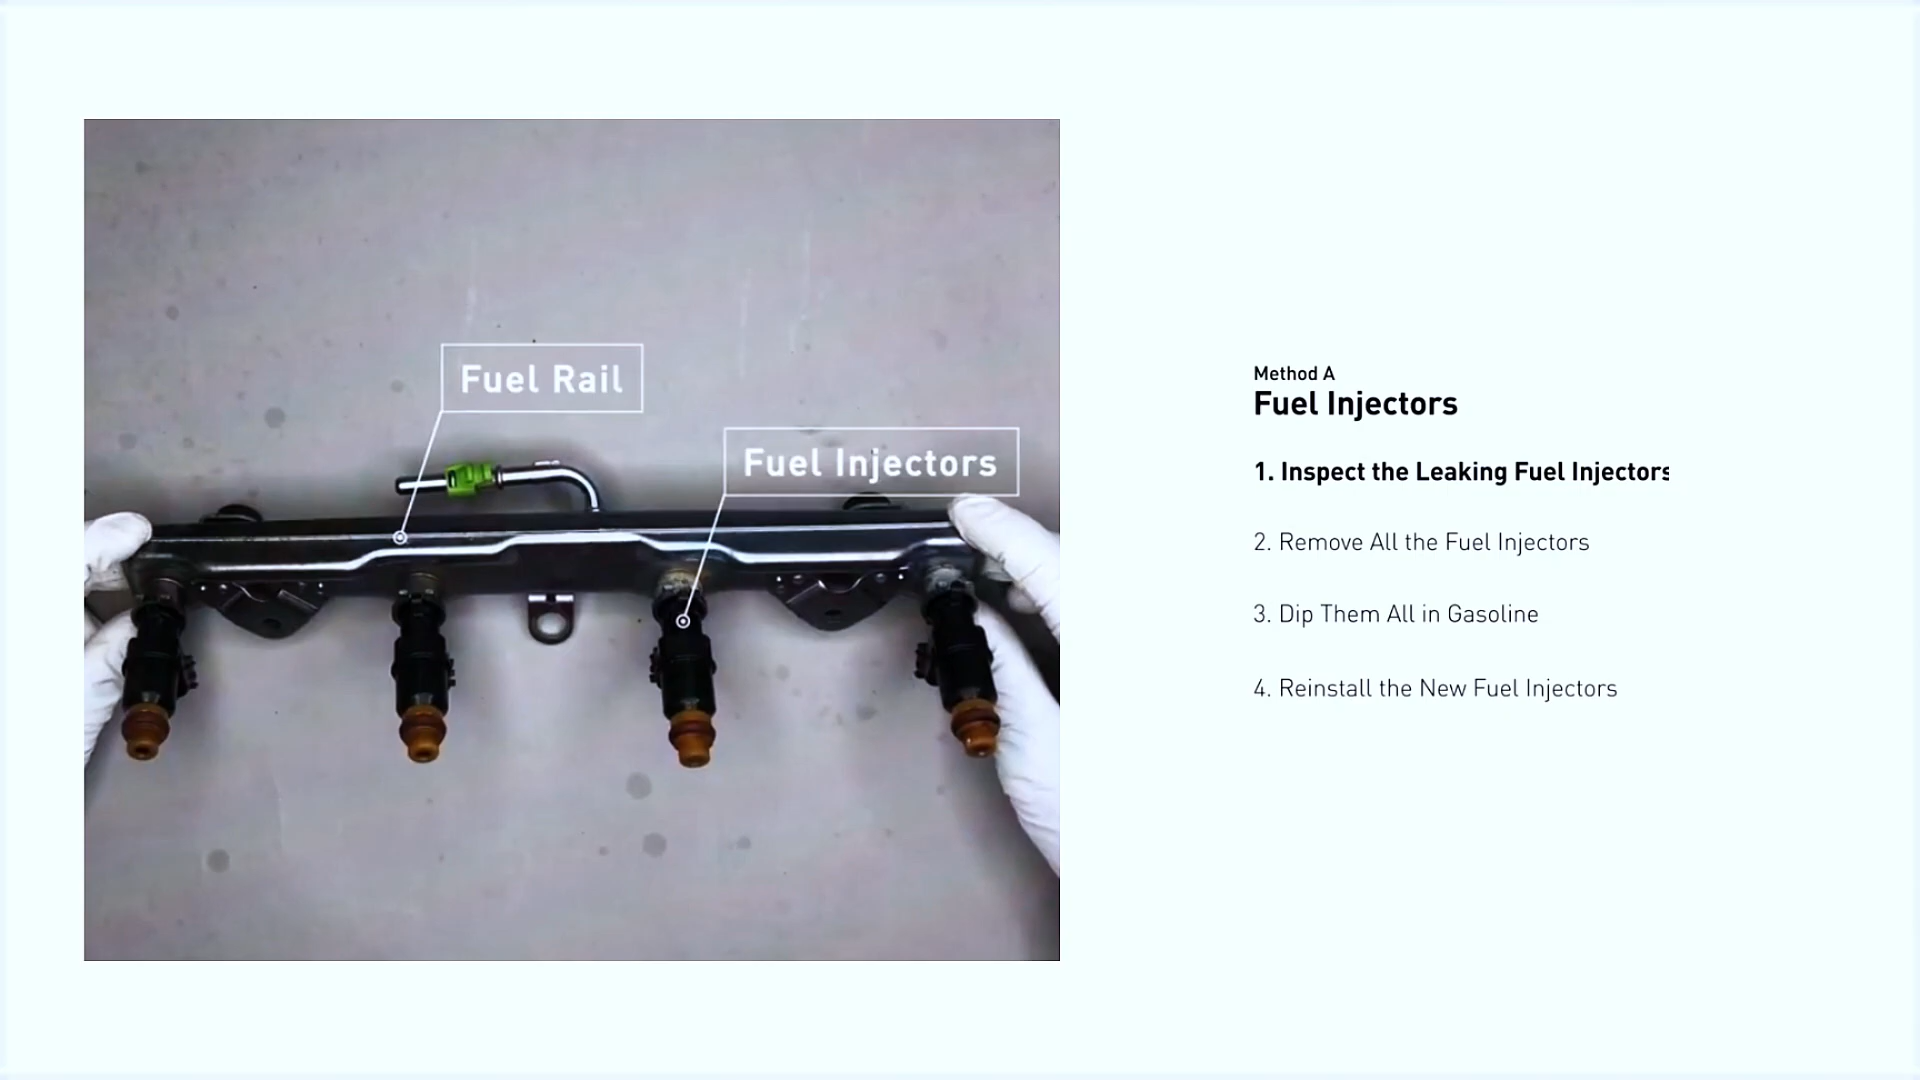 Fuel Rail
Fuel Injectors
Method A
Fuel Injectors
1. Inspect the Leaking Fuel Injectors
2. Remove All the Fuel Injectors
3. Dip Them All in Gasoline
4. Reinstall the New Fuel Injectors